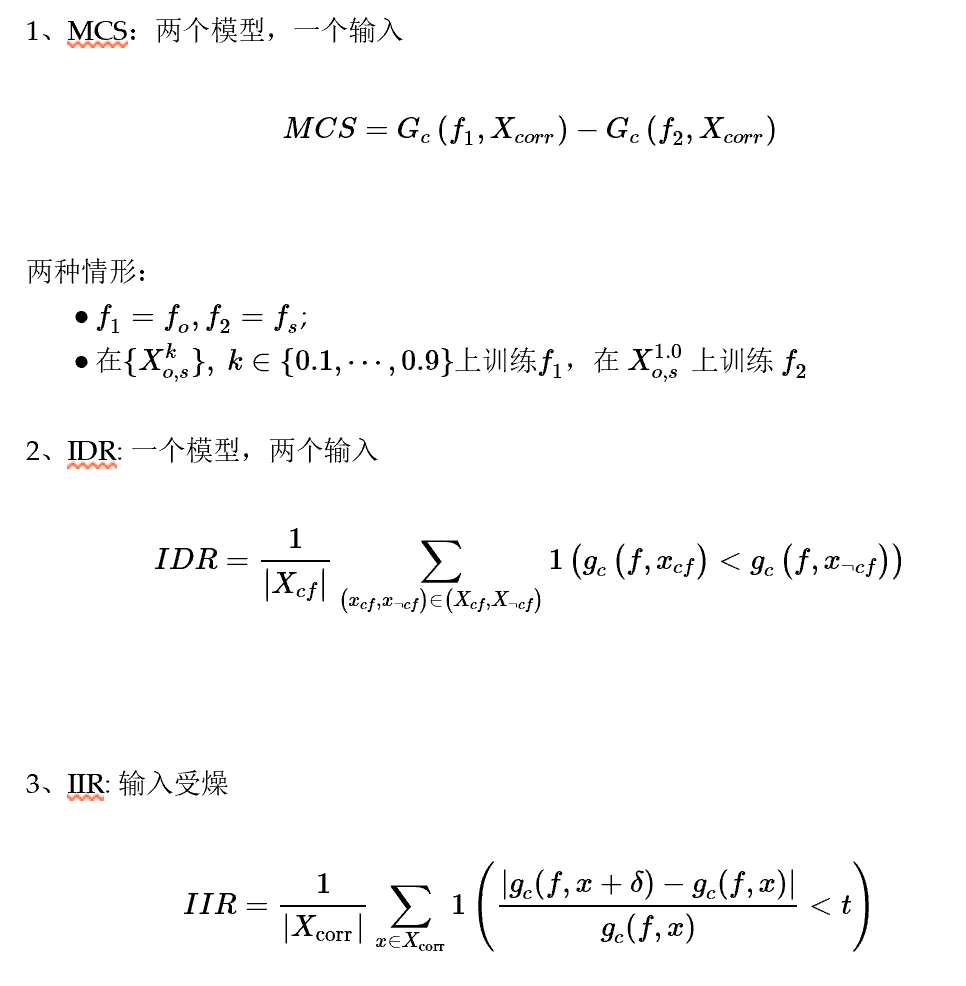 1、MCS：两个模型，一个输入
$MCS = G_c\left(f_1, X_{corr}\right) - G_c\left(f_2, X_{corr}\right)$
两种情形：
● $f_1 = f_o, f_2 = f_s$;
● 在$\{X_{o,s}^{k}\},\ k \in \{0.1, \cdots, 0.9\}$上训练$f_1$，在 $X_{o,s}^{1.0}$ 上训练 $f_2$
2、IDR: 一个模型，两个输入
$IDR = \frac{1}{|X_{cf}|} \sum_{(x_{cf}, x_{\neg cf}) \in (X_{cf}, X_{\neg cf})} 1\left(g_c\left(f, x_{cf}\right) < g_c\left(f, x_{\neg cf}\right)\right)$
3、IIR: 输入受燥
$IIR = \frac{1}{|X_{\text{corr}}|} \sum_{x \in X_{\text{corr}}} 1\left(\frac{|g_c(f, x+\delta) - g_c(f, x)|}{g_c(f, x)} < t\right)$